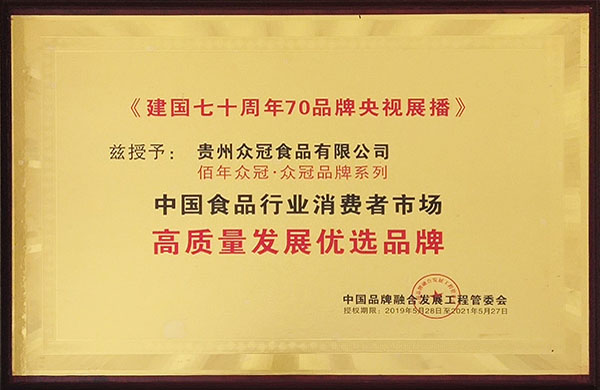 《建国七十周年70品牌央视展播》
兹授予：贵州众冠食品有限公司
佰年众冠·众冠品牌系列
中国食品行业消费者市场
高质量发展优选品牌
中国品牌融合发展工程管委会
授权期限：2019年5月28日至2021年5月27日